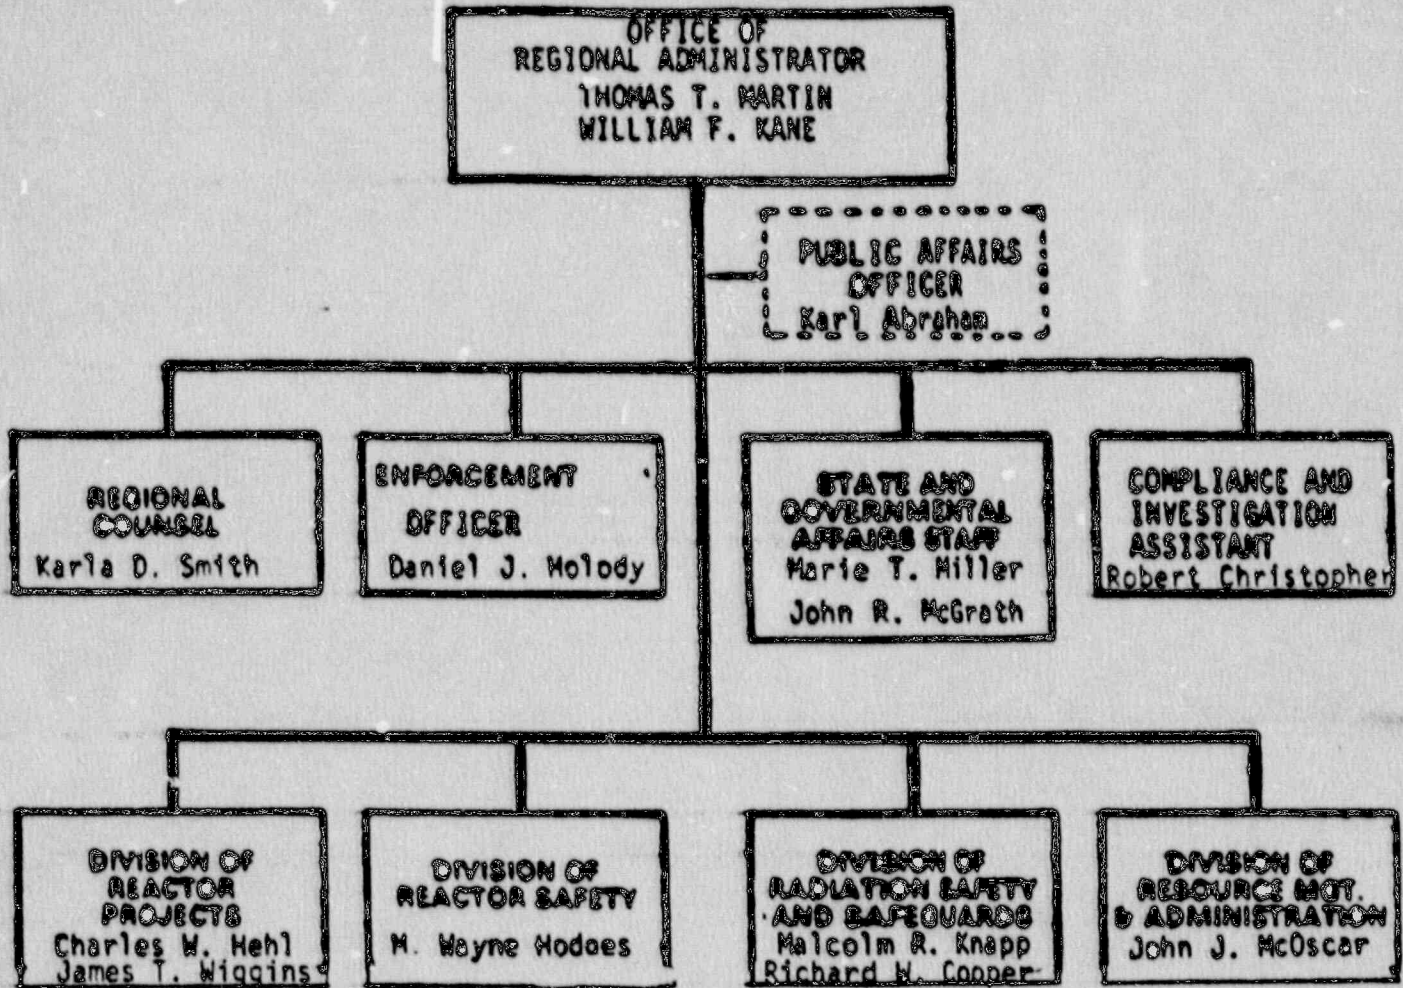 OFFICE OF
REGIONAL ADMINISTRATOR
THOMAS T. MARTIN
WILLIAM F. KANE
PUBLIC AFFAIRS
OFFICER
Karl Abraham
REGIONAL
COUNSEL
Karla D. Smith
ENFORCEMENT
OFFICER
Daniel J. Holody
STATE AND
GOVERNMENTAL
AFFAIRS STAFF
Marie T. Miller
John R. McGrath
COMPLIANCE AND
INVESTIGATION
ASSISTANT
Robert Christopher
DIVISION OF
REACTOR
PROJECTS
Charles W. Hehl
James T. Wiggins
DIVISION OF
REACTOR SAFETY
M. Wayne Hodges
DIVISION OF
RADIATION SAFETY
AND SAFEGUARDS
Malcolm R. Knapp
Richard W. Cooper
DIVISION OF
RESOURCE MGT.
& ADMINISTRATION
John J. McOscar